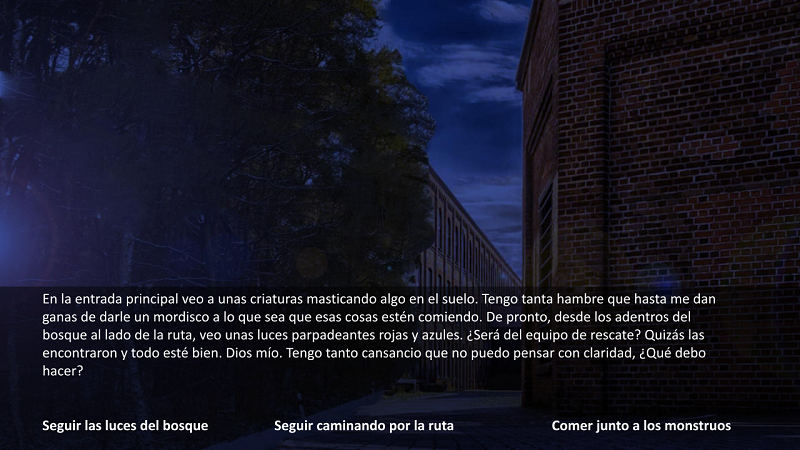 En la entrada principal veo a unas criaturas masticando algo en el suelo. Tengo tanta hambre que hasta me dan
ganas de darle un mordisco a lo que sea que esas cosas estén comiendo. De pronto, desde los adentros del
bosque al lado de la ruta, veo unas luces parpadeantes rojas y azules. ¿Será del equipo de rescate? Quizás las
encontraron y todo esté bien. Dios mío. Tengo tanto cansancio que no puedo pensar con claridad, ¿Qué debo
hacer?
Seguir las luces del bosque
Seguir caminando por la ruta
Comer junto a los monstruos